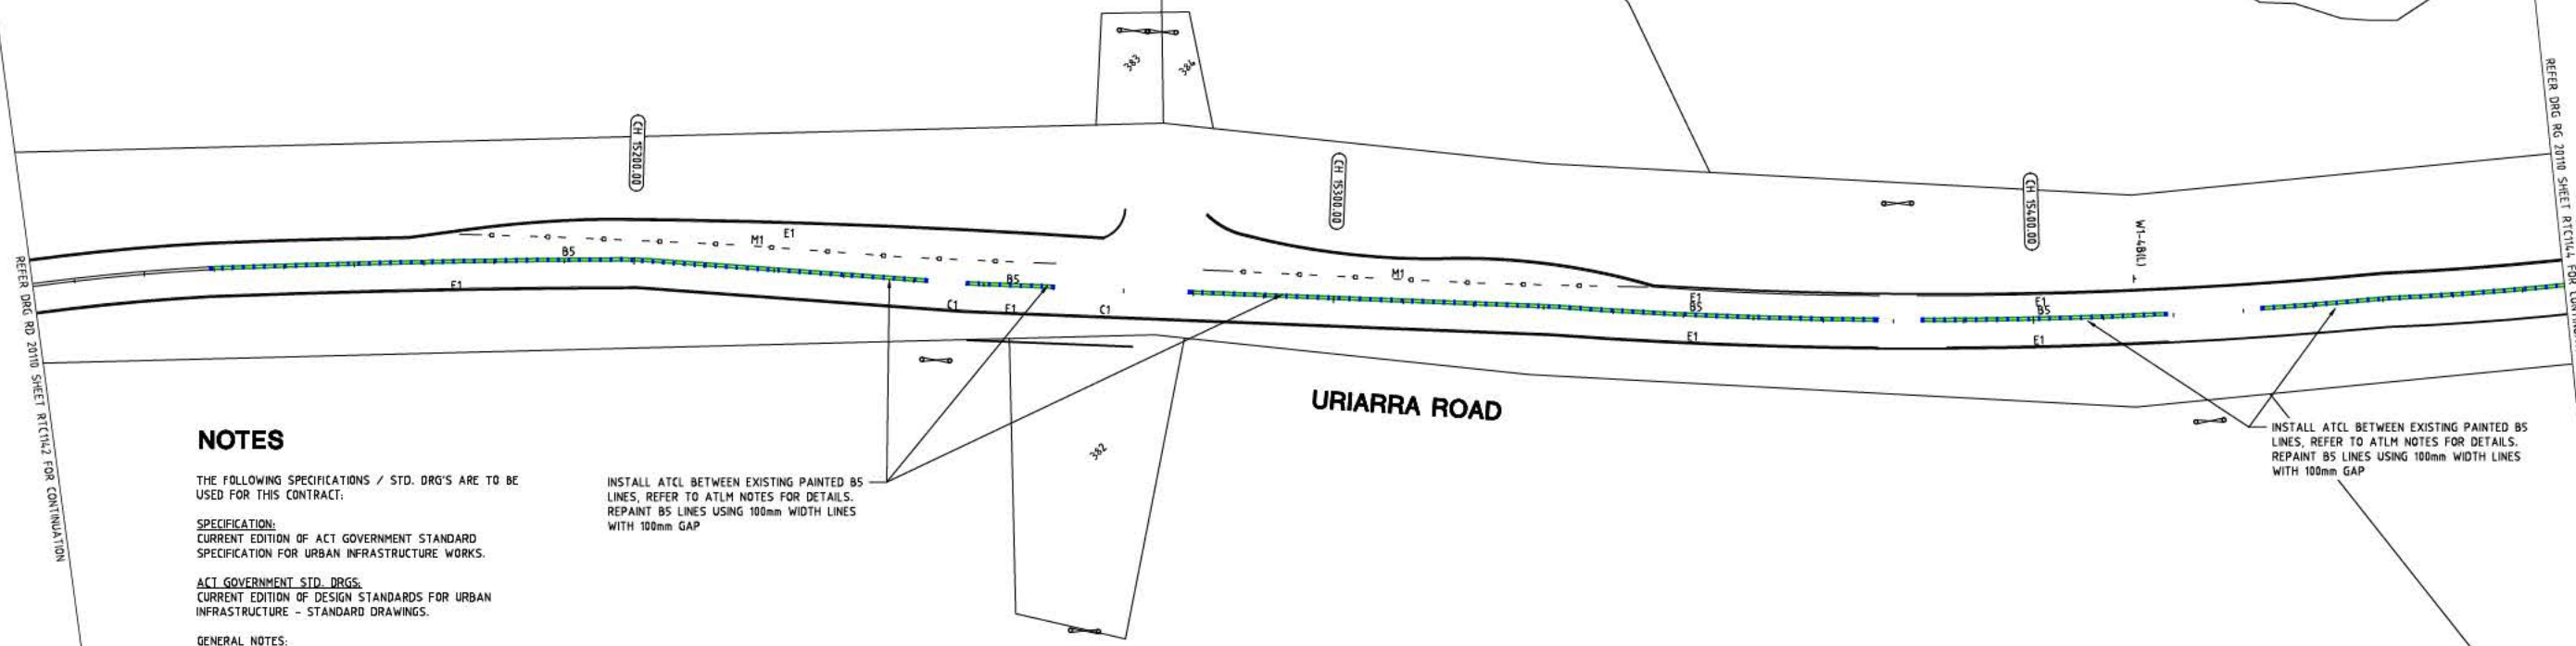 383
384
CH 15200.00
CH 15300.00
CH 15400.00
W1-4B(L)
E1
M1
B5
E1
B5
C1
E1
C1
M1
E1
B5
E1
E1
B5
E1
REFER DRG RD 20110 SHEET RTC1142 FOR CONTINUATION
REFER DRG RG 20110 SHEET RTC1144 FOR
URIARRA ROAD
382
NOTES
THE FOLLOWING SPECIFICATIONS / STD. DRG'S ARE TO BE
USED FOR THIS CONTRACT:
SPECIFICATION:
CURRENT EDITION OF ACT GOVERNMENT STANDARD
SPECIFICATION FOR URBAN INFRASTRUCTURE WORKS.
ACT GOVERNMENT STD. DRGS:
CURRENT EDITION OF DESIGN STANDARDS FOR URBAN
INFRASTRUCTURE - STANDARD DRAWINGS.
GENERAL NOTES:
INSTALL ATCL BETWEEN EXISTING PAINTED B5
LINES, REFER TO ATLM NOTES FOR DETAILS.
REPAINT B5 LINES USING 100mm WIDTH LINES
WITH 100mm GAP
INSTALL ATCL BETWEEN EXISTING PAINTED B5
LINES, REFER TO ATLM NOTES FOR DETAILS.
REPAINT B5 LINES USING 100mm WIDTH LINES
WITH 100mm GAP